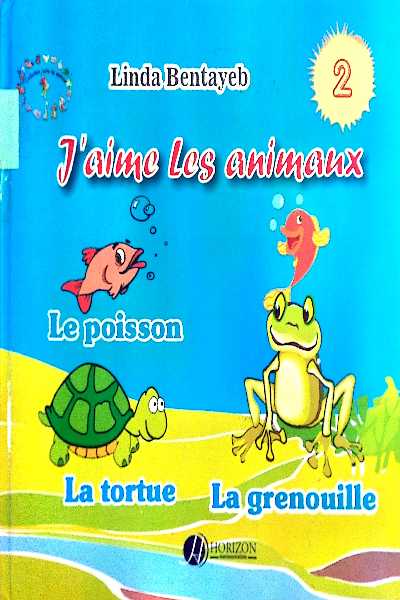 Linda Bentayeb
2
J'aime Les animaux
Le poisson
La tortue
La grenouille
HORIZON